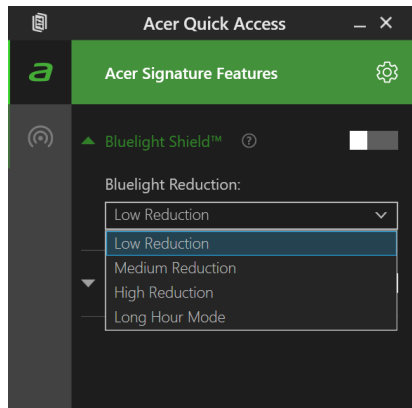 Acer Quick Access
a
Acer Signature Features
Bluelight Shield™ ?
Bluelight Reduction:
Low Reduction
Low Reduction
Medium Reduction
High Reduction
Long Hour Mode